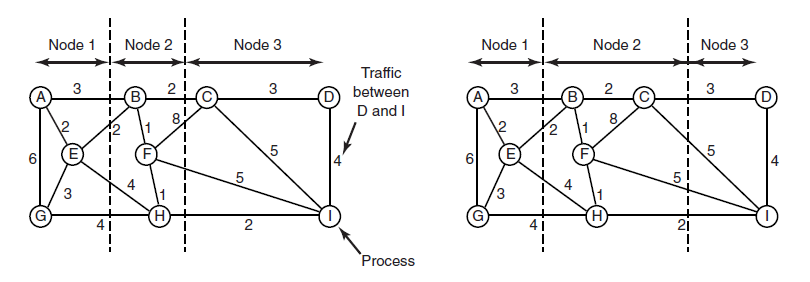 Node 1 Node 2 Node 3
Traffic
between
D and I
A 3 B 2 C 3 D
2 2 1 8
6 E F 5 4
3 4 1 5
G 4 H 2 I
Process
Node 1 Node 2 Node 3
A 3 B 2 C 3 D
2 2 1 8
6 E F 5 4
3 4 1 5
G 4 H 2 I